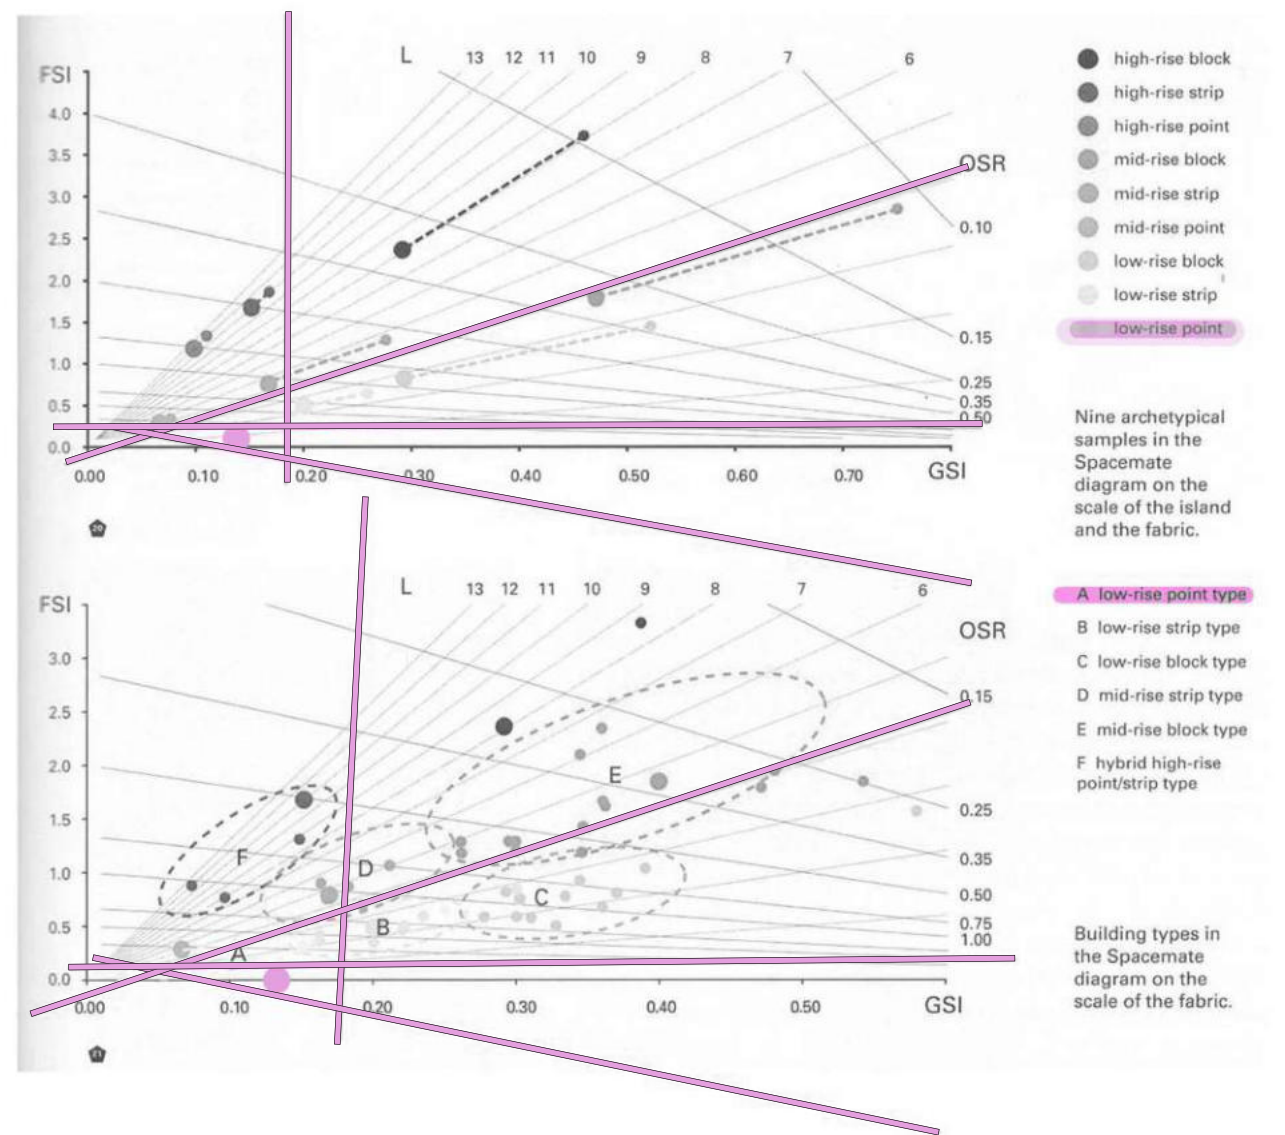 L 13 12 11 10 9 8 7 6
FSI
4.0
3.5
3.0
2.5
2.0
1.5
1.0
0.5
0.0
OSR
0.10
0.15
0.25
0.35
0.50
0.00 0.10 0.20 0.30 0.40 0.50 0.60 0.70 GSI
20
high-rise block
high-rise strip
high-rise point
mid-rise block
mid-rise strip
mid-rise point
low-rise block
low-rise strip
low-rise point
Nine archetypical
samples in the
Spacemate
diagram on the
scale of the island
and the fabric.
L 13 12 11 10 9 8 7 6
FSI
3.0
2.5
2.0
1.5
1.0
0.5
0.0
OSR
0.15
0.25
0.35
0.50
0.75
1.00
F
D
E
C
B
A
0.00 0.10 0.20 0.30 0.40 0.50 GSI
21
A low-rise point type
B low-rise strip type
C low-rise block type
D mid-rise strip type
E mid-rise block type
F hybrid high-rise
point/strip type
Building types in
the Spacemate
diagram on the
scale of the fabric.